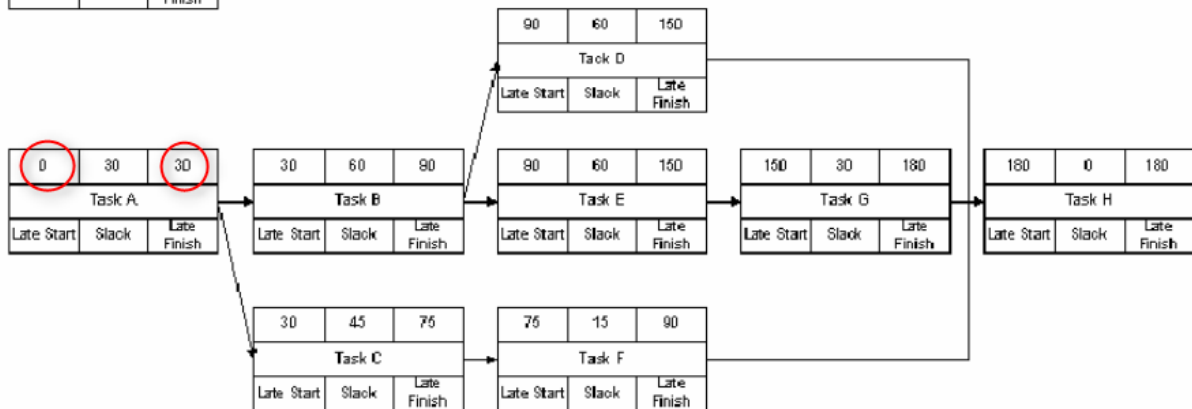 Finish
90 60 150
Tack D
Late Start Slack Late Finish
0 30 30
Task A
Late Start Slack Late Finish
30 60 90
Task B
Late Start Slack Late Finish
90 60 150
Task E
Late Start Slack Late Finish
150 30 180
Task G
Late Start Slack Late Finish
180 0 180
Task H
Late Start Slack Late Finish
30 45 75
Task C
Late Start Slack Late Finish
75 15 90
Task F
Late Start Slack Late Finish